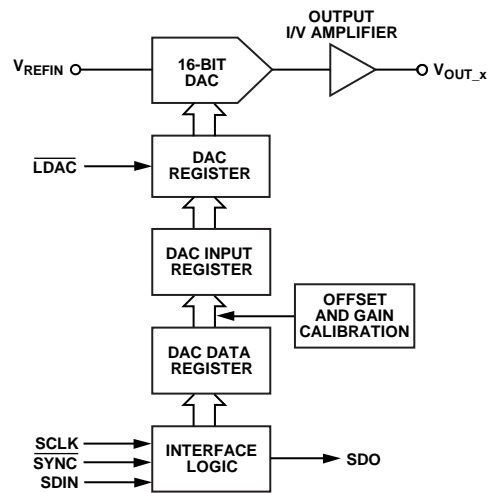 OUTPUT
I/V AMPLIFIER
VREFIN
16-BIT
DAC
VOUT_x
LDAC
DAC
REGISTER
DAC INPUT
REGISTER
OFFSET
AND GAIN
CALIBRATION
DAC DATA
REGISTER
SCLK
SYNC
SDIN
INTERFACE
LOGIC
SDO